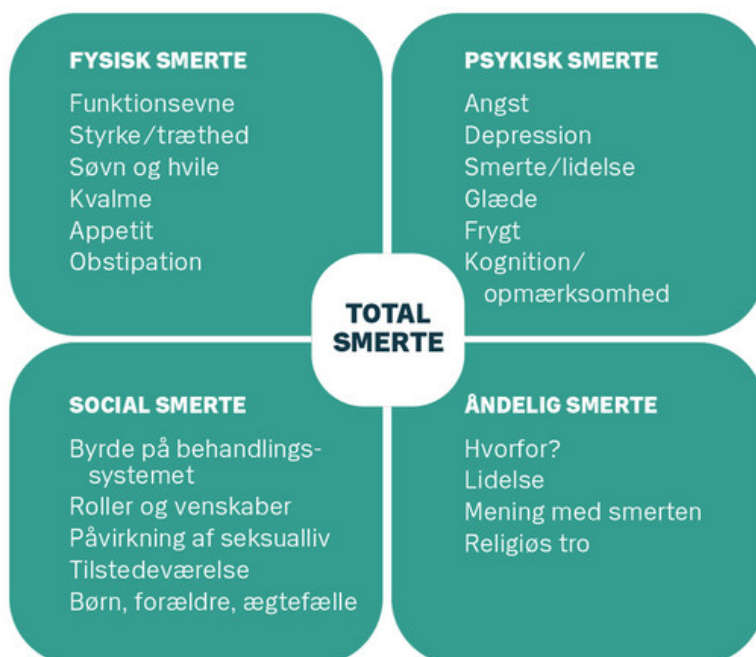 FYSISK SMERTE
Funktionsevne
Styrke/træthed
Søvn og hvile
Kvalme
Appetit
Obstipation
PSYKISK SMERTE
Angst
Depression
Smerte/lidelse
Glæde
Frygt
Kognition/
opmærksomhed
TOTAL
SMERTE
SOCIAL SMERTE
Byrde på behandlings-
systemet
Roller og venskaber
Påvirkning af seksualliv
Tilstedeværelse
Børn, forældre, ægtefælle
ÅNDELIG SMERTE
Hvorfor?
Lidelse
Mening med smerten
Religiøs tro